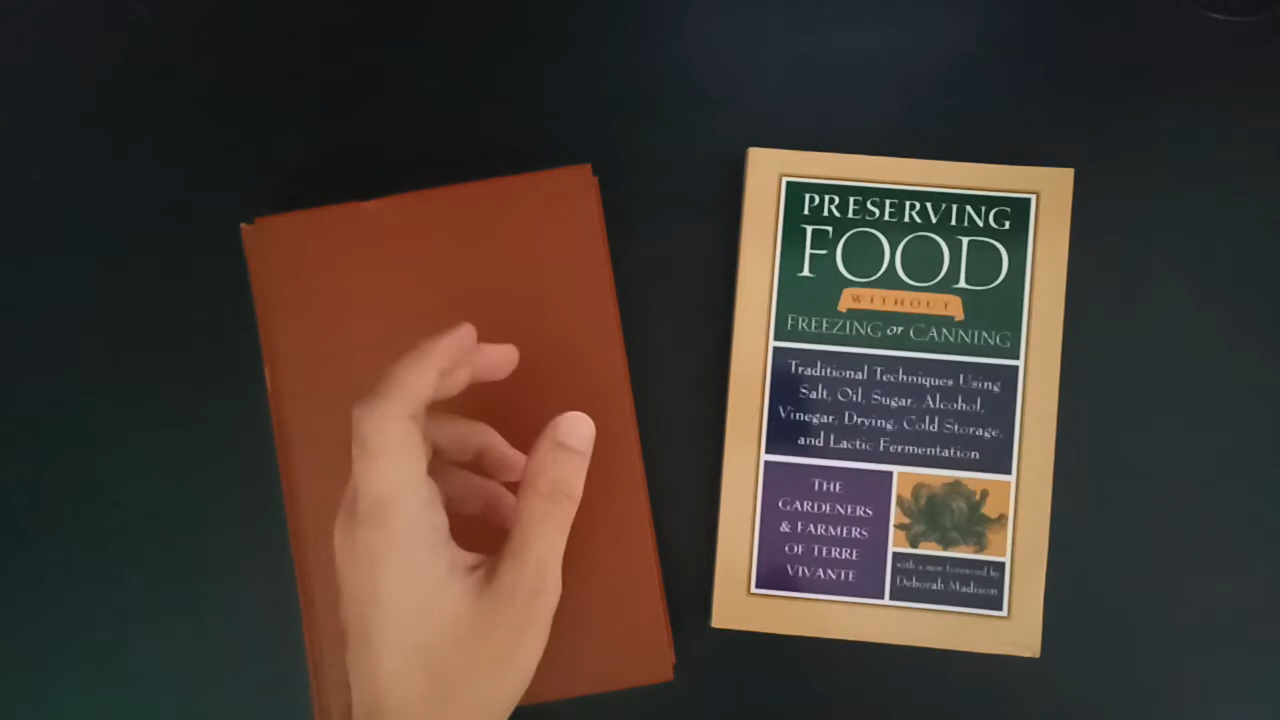 PRESERVING
FOOD
WITHOUT
FREEZING or CANNING
Traditional Techniques Using
Salt, Oil, Sugar, Alcohol,
Vinegar, Drying, Cold Storage,
and Lactic Fermentation
THE
GARDENERS
& FARMERS
OF TERRE
VIVANTE
with a new foreword by
Deborah Madison